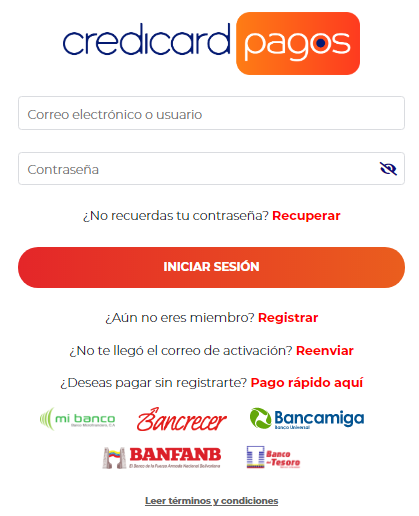 credicard pagos
Correo electrónico o usuario
Contraseña
¿No recuerdas tu contraseña? Recuperar
INICIAR SESIÓN
¿Aún no eres miembro? Registrar
¿No te llegó el correo de activación? Reenviar
¿Deseas pagar sin registrarte? Pago rápido aquí
mi banco
Banco Microfinanciero, C.A
Bancrecer
Bancamiga
Banco Universal
BANFANB
El Banco de la Fuerza Armada Nacional Bolivariana
Banco
del Tesoro
Leer términos y condiciones